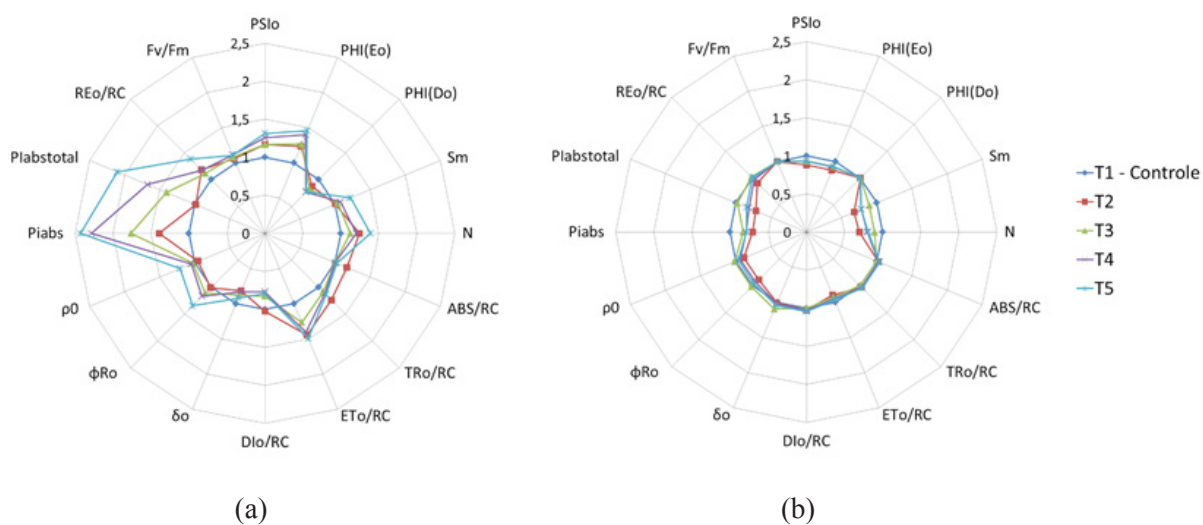 PSIo
PHI(Eo)
PHI(Do)
Sm
N
ABS/RC
TRo/RC
ETo/RC
DIo/RC
δo
ϕRo
ρ0
Piabs
PIabstotal
REo/RC
Fv/Fm
2,5
2
1,5
1
0,5
0
(a)
PSIo
PHI(Eo)
PHI(Do)
Sm
N
ABS/RC
TRo/RC
ETo/RC
DIo/RC
δo
ϕRo
ρ0
Piabs
PIabstotal
REo/RC
Fv/Fm
2,5
2
1,5
1
0,5
0
(b)
T1 - Controle
T2
T3
T4
T5